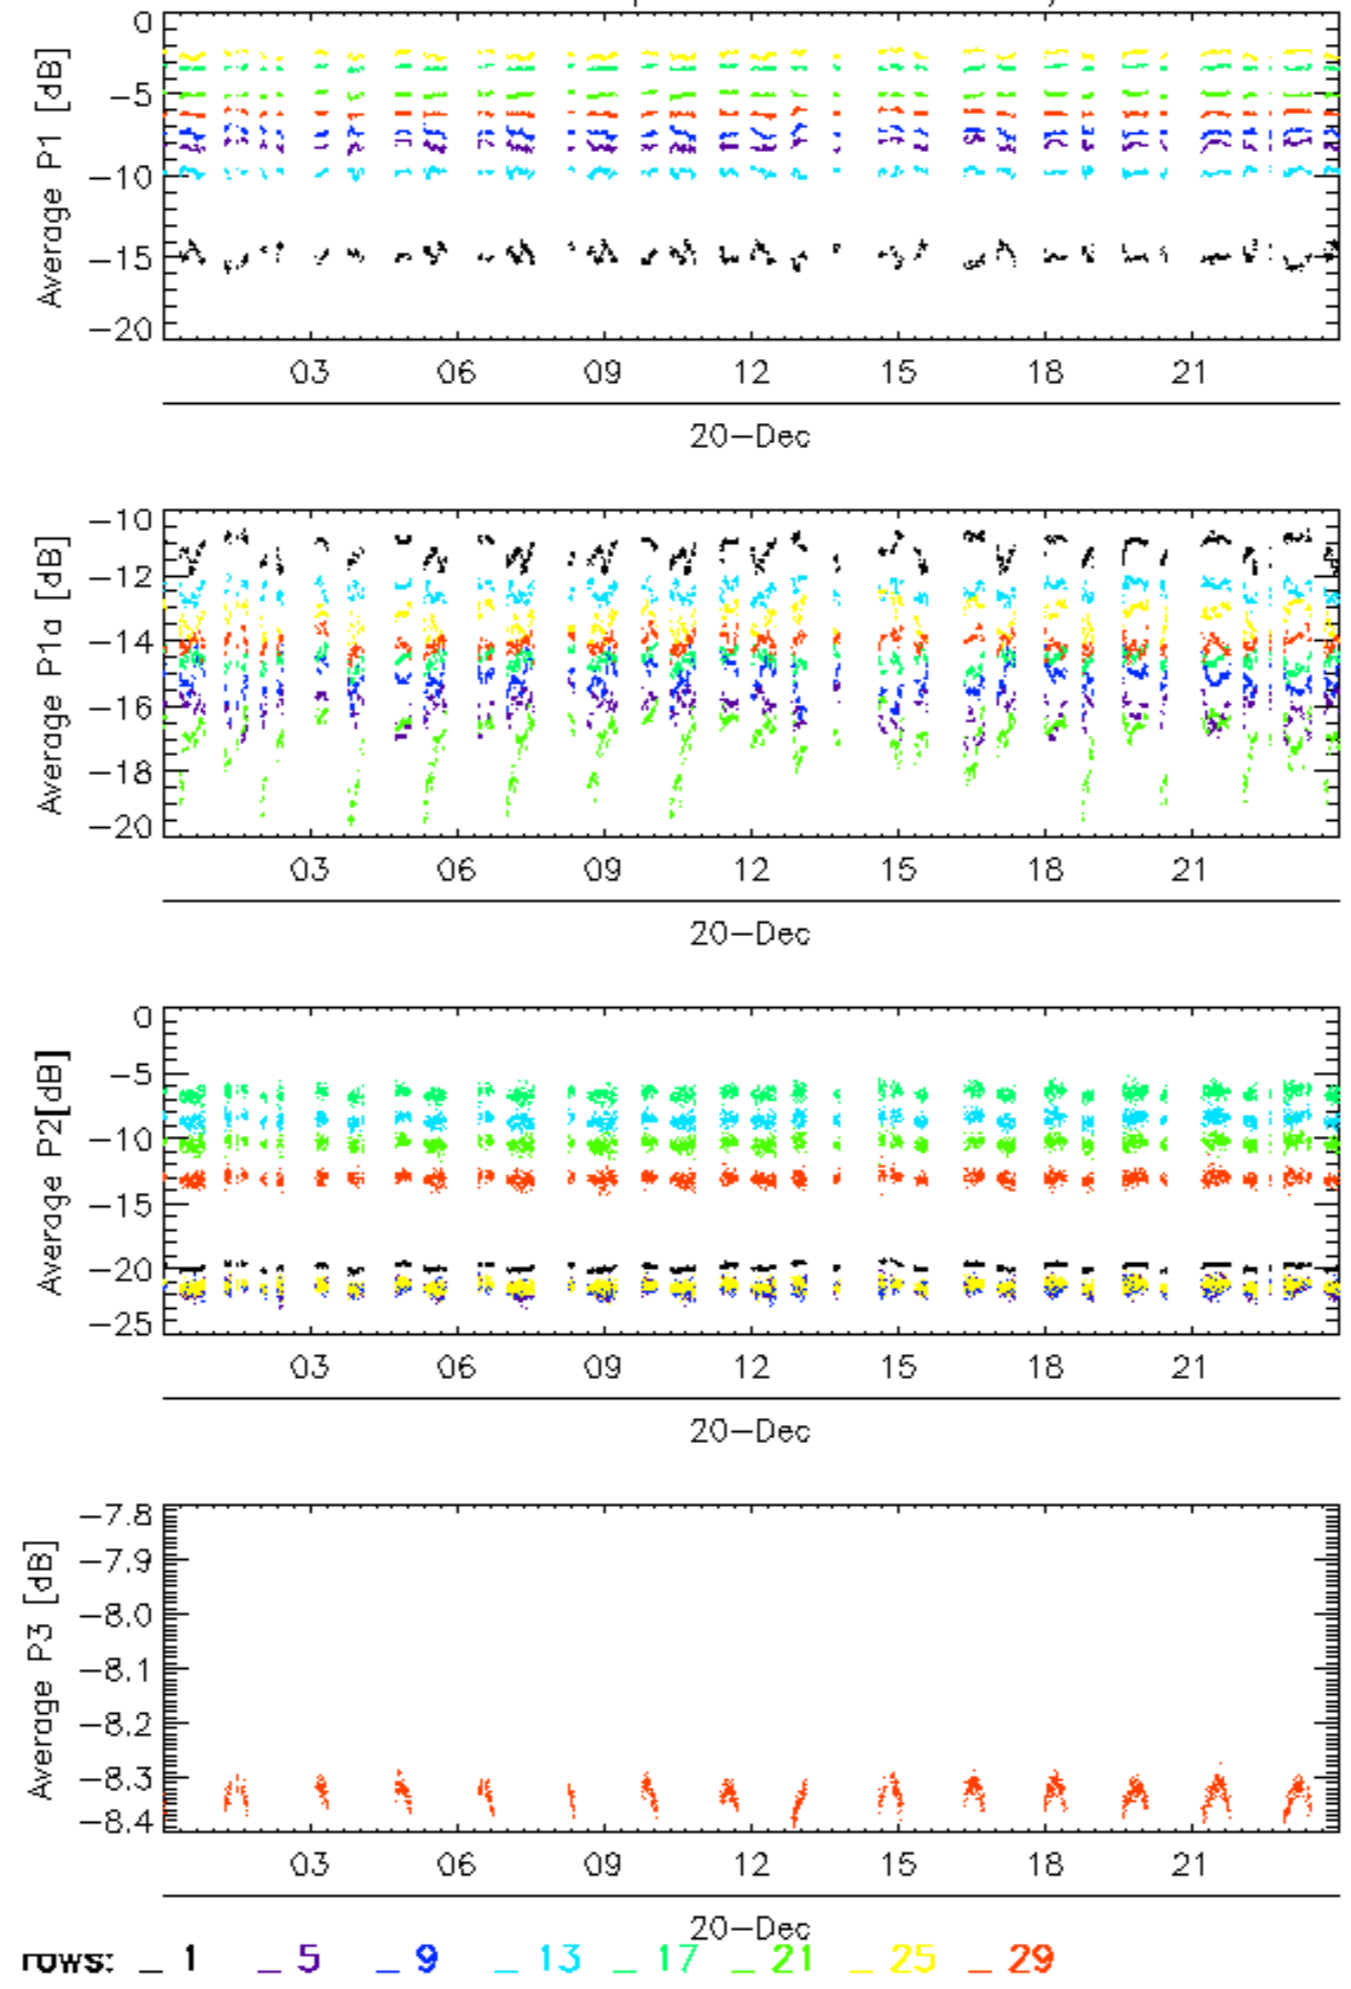 0
−5
−10
−15
−20
Average P1 [dB]
03 06 09 12 15 18 21
20−Dec
−10
−12
−14
−16
−18
−20
Average P1a [dB]
03 06 09 12 15 18 21
20−Dec
0
−5
−10
−15
−20
−25
Average P2[dB]
03 06 09 12 15 18 21
20−Dec
−7.8
−7.9
−8.0
−8.1
−8.2
−8.3
−8.4
Average P3 [dB]
03 06 09 12 15 18 21
20−Dec
rows: _ 1 _ 5 _ 9 _ 13 _ 17 _ 21 _ 25 _ 29